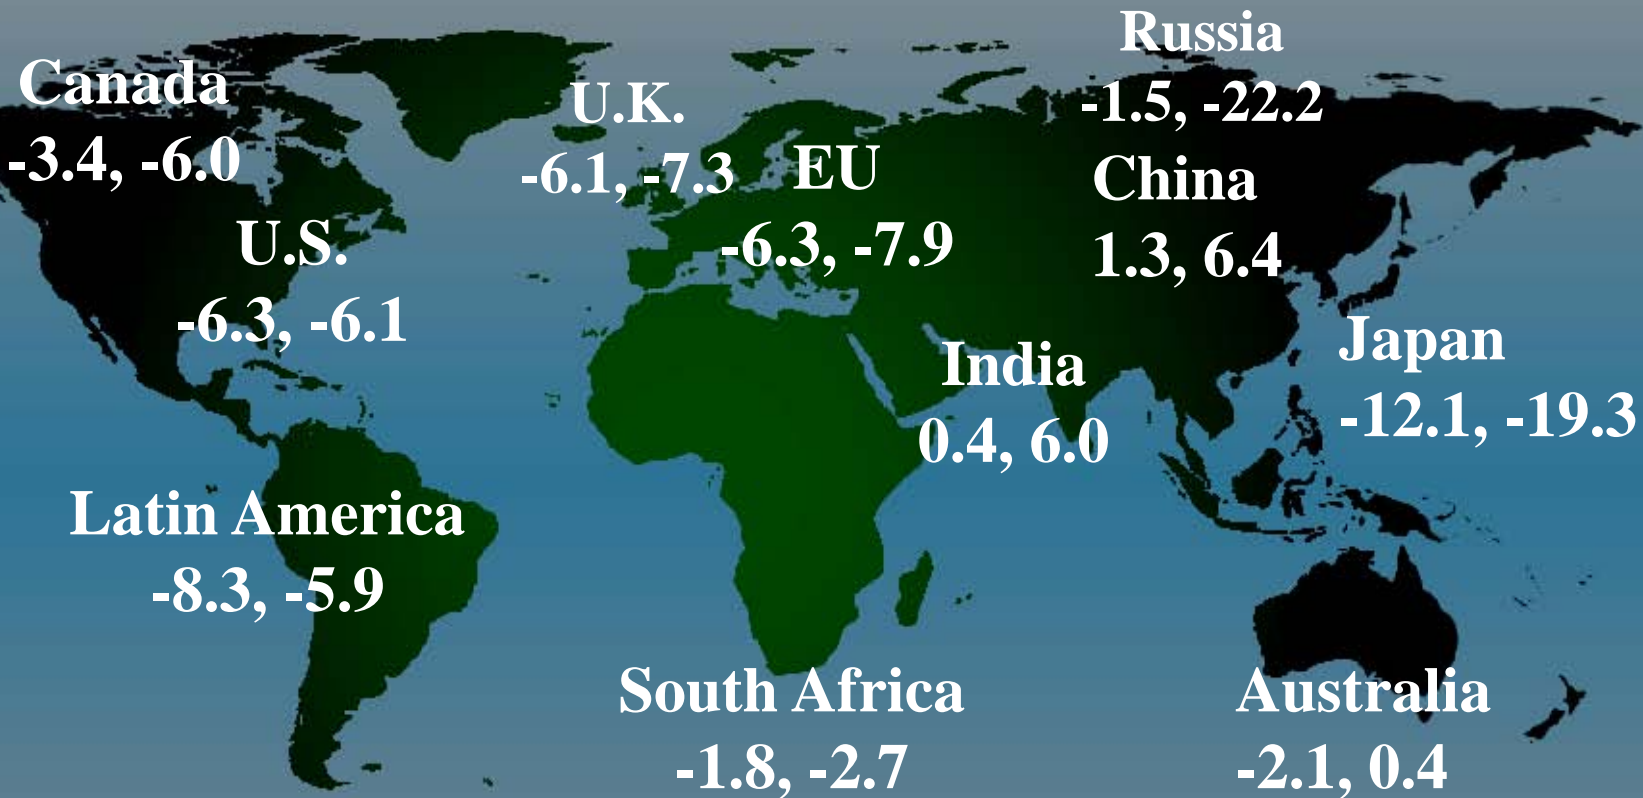 Canada
-3.4, -6.0
U.S.
-6.3, -6.1
Latin America
-8.3, -5.9
U.K.
-6.1, -7.3
EU
-6.3, -7.9
South Africa
-1.8, -2.7
Russia
-1.5, -22.2
China
1.3, 6.4
India
0.4, 6.0
Japan
-12.1, -19.3
Australia
-2.1, 0.4